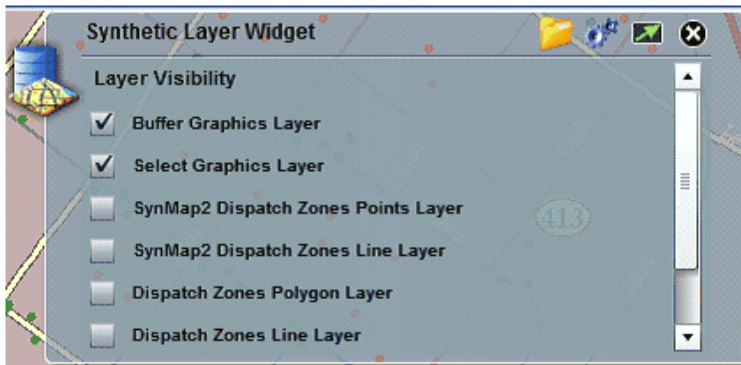 Synthetic Layer Widget
Layer Visibility
Buffer Graphics Layer
Select Graphics Layer
SynMap2 Dispatch Zones Points Layer
413
SynMap2 Dispatch Zones Line Layer
Dispatch Zones Polygon Layer
Dispatch Zones Line Layer